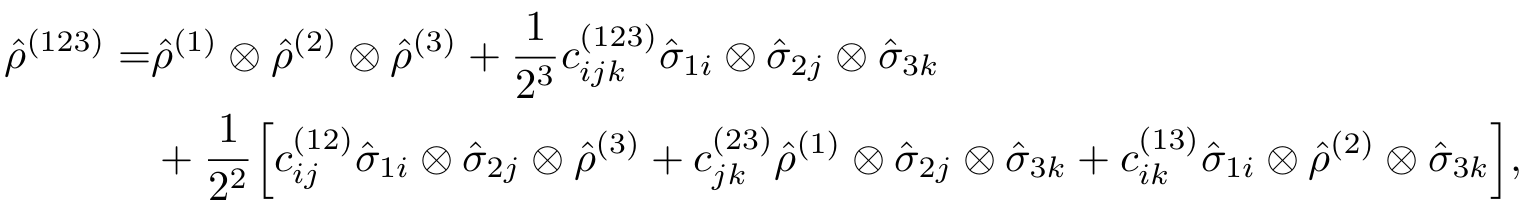 \hat{\rho}^{(123)} = \hat{\rho}^{(1)} \otimes \hat{\rho}^{(2)} \otimes \hat{\rho}^{(3)} + \frac{1}{2^3} c_{ijk}^{(123)} \hat{\sigma}_{1i} \otimes \hat{\sigma}_{2j} \otimes \hat{\sigma}_{3k}
+ \frac{1}{2^2} \Big[ c_{ij}^{(12)} \hat{\sigma}_{1i} \otimes \hat{\sigma}_{2j} \otimes \hat{\rho}^{(3)} + c_{jk}^{(23)} \hat{\rho}^{(1)} \otimes \hat{\sigma}_{2j} \otimes \hat{\sigma}_{3k} + c_{ik}^{(13)} \hat{\sigma}_{1i} \otimes \hat{\rho}^{(2)} \otimes \hat{\sigma}_{3k} \Big],